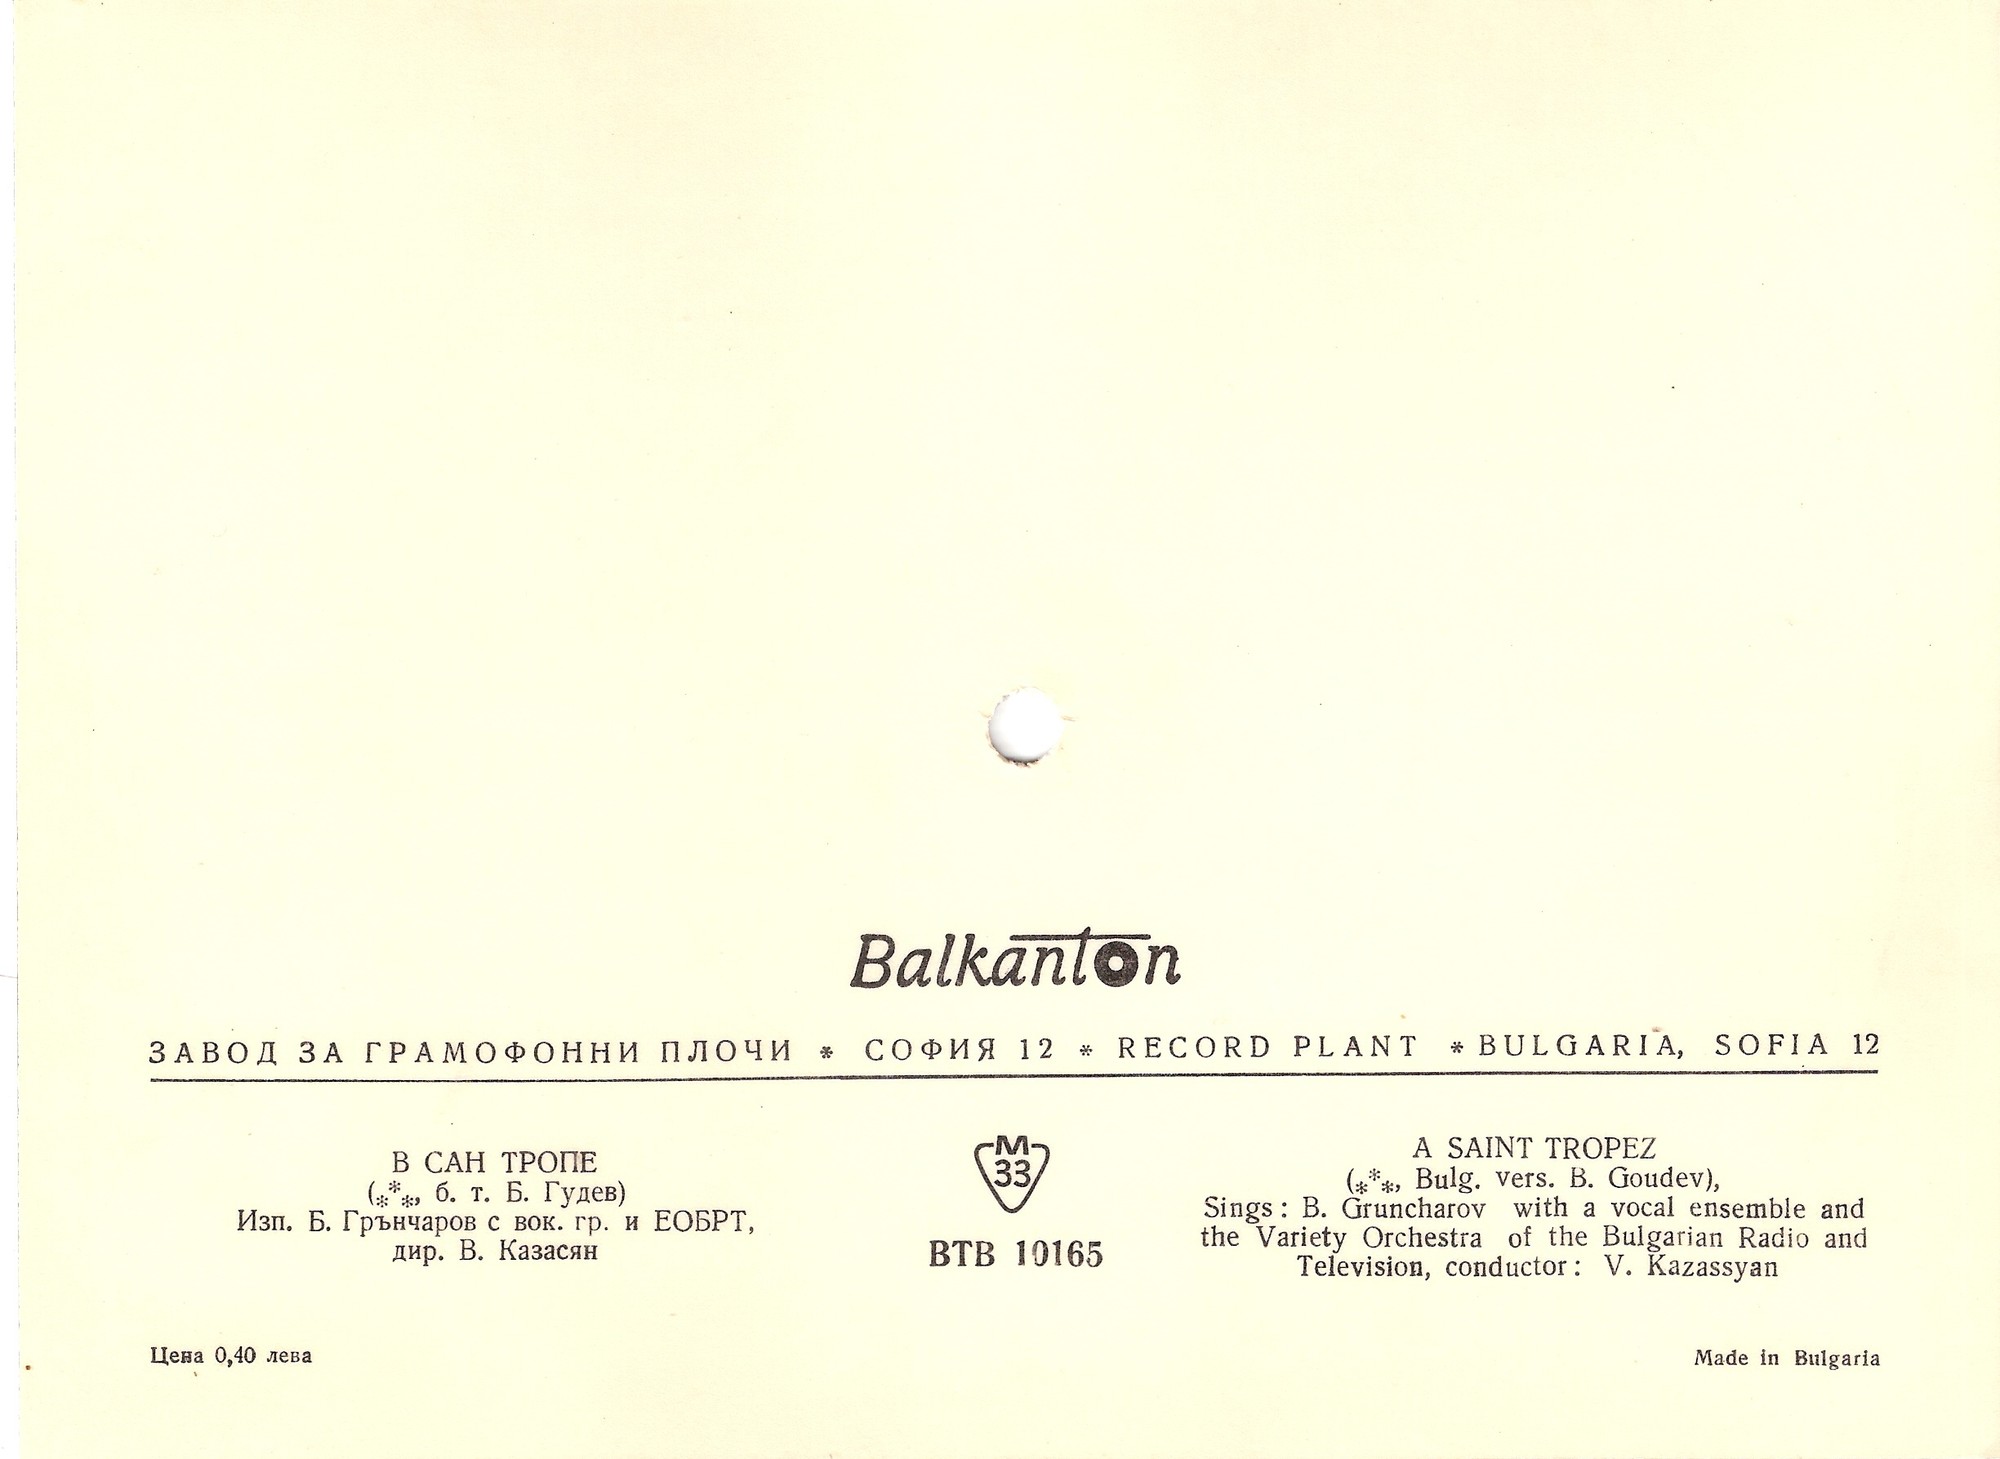 Balkanton
ЗАВОД ЗА ГРАМОФОННИ ПЛОЧИ * СОФИЯ 12 * RECORD PLANT * BULGARIA, SOFIA 12
В САН ТРОПЕ
(***, б. т. Б. Гудев)
Изп. Б. Грънчаров с вок. гр. и ЕОБРТ,
дир. В. Казасян
М
33
ВТВ 10165
A SAINT TROPEZ
(***, Bulg. vers. B. Goudev),
Sings: B. Gruncharov with a vocal ensemble and
the Variety Orchestra of the Bulgarian Radio and
Television, conductor: V. Kazassyan
Цена 0,40 лева
Made in Bulgaria